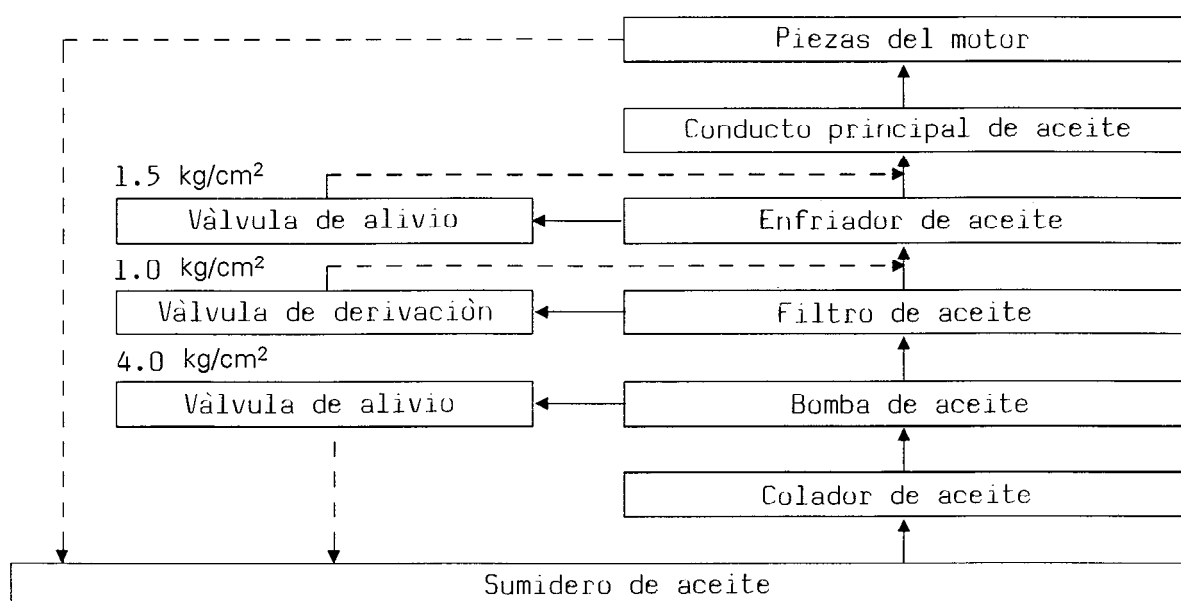 Piezas del motor
Conducto principal de aceite
1.5 kg/cm²
Vàlvula de alivio
Enfriador de aceite
1.0 kg/cm²
Vàlvula de derivaciòn
Filtro de aceite
4.0 kg/cm²
Vàlvula de alivio
Bomba de aceite
Colador de aceite
Sumidero de aceite